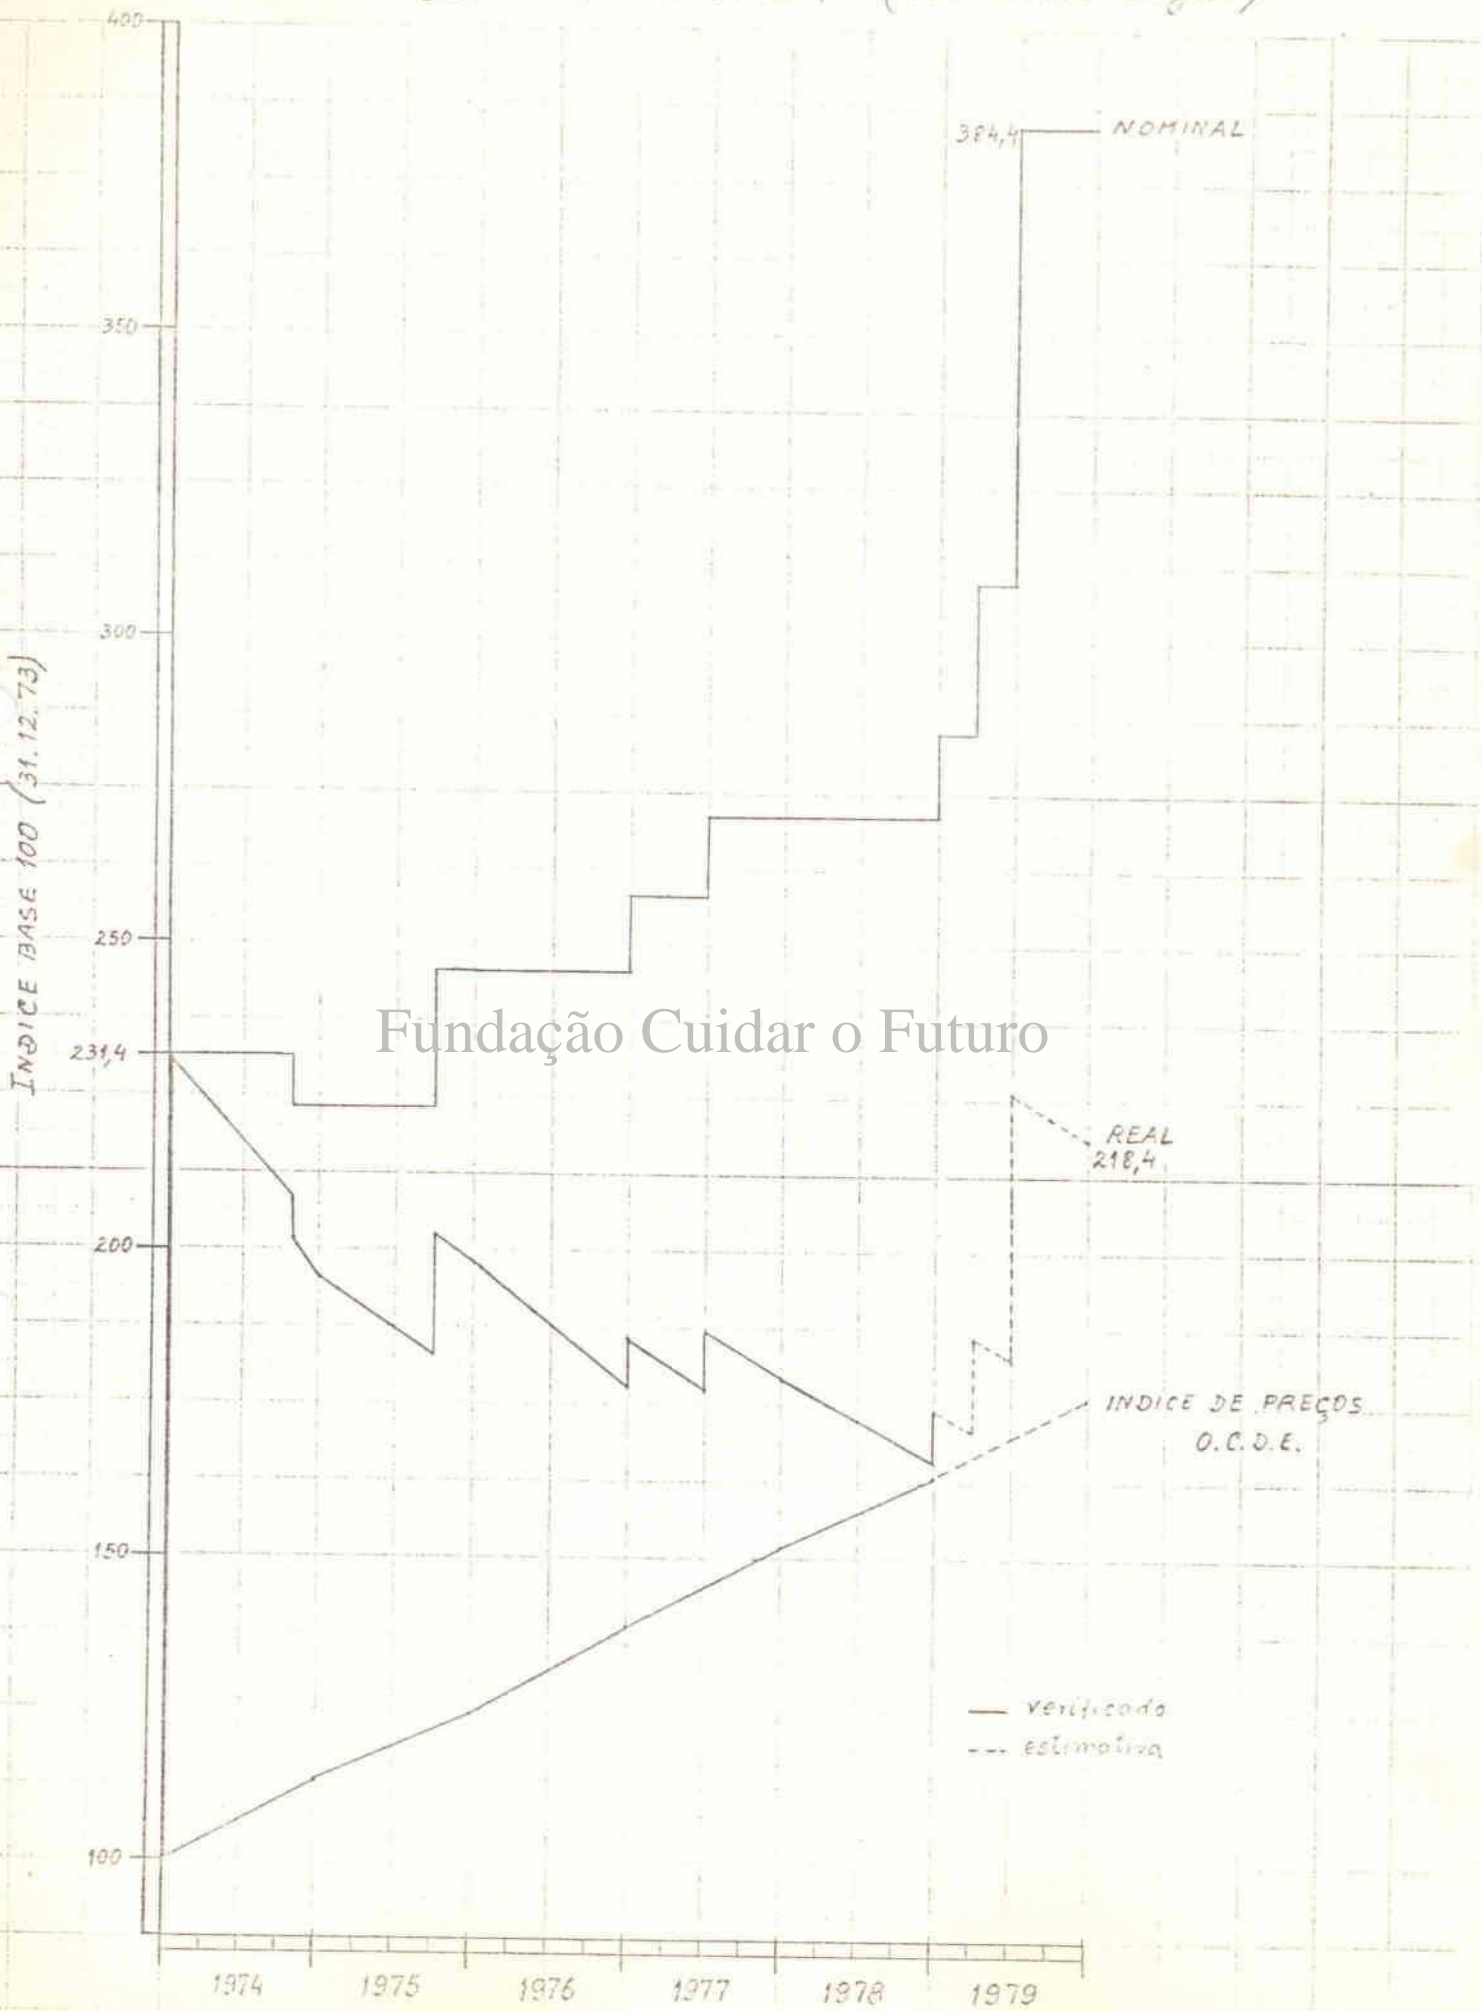 400
384,4
NOMINAL
350
300
INDICE BASE 100 (31.12.73)
250
Fundação Cuidar o Futuro
231,4
REAL
218,4
200
INDICE DE PREÇOS
O.C.D.E.
150
verificado
estimativa
100
1974 1975 1976 1977 1978 1979